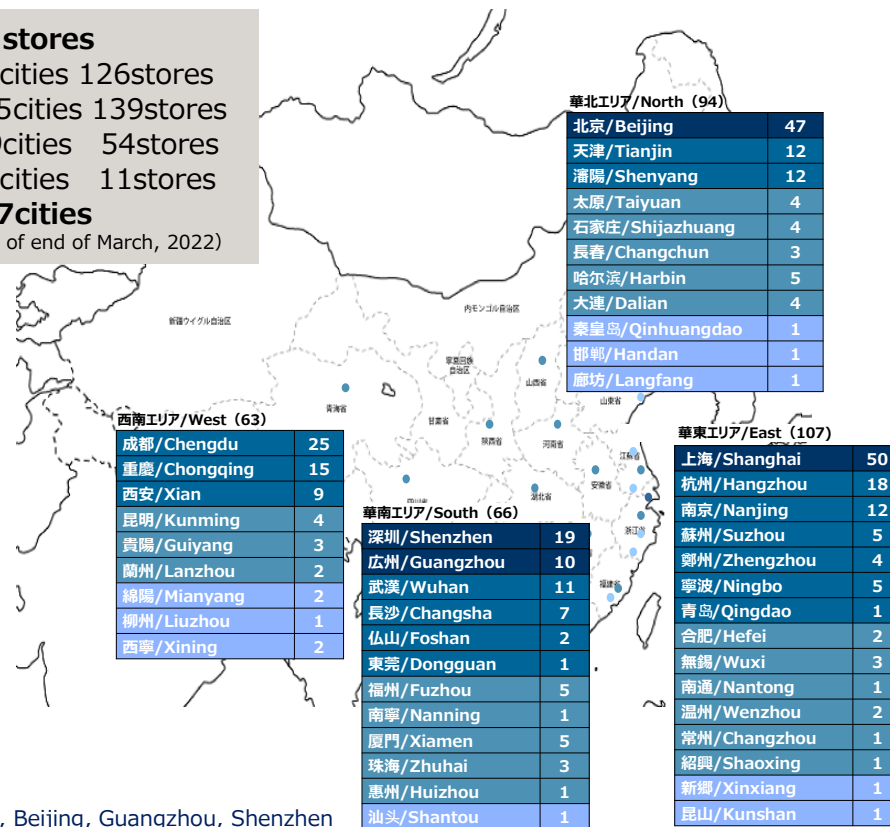 stores
cities 126stores
5cities 139stores
cities 54stores
cities 11stores
7cities
of end of March, 2022）
華北エリア/North（94）
北京/Beijing 47
天津/Tianjin 12
瀋陽/Shenyang 12
太原/Taiyuan 4
石家庄/Shijazhuang 4
長春/Changchun 3
哈尔滨/Harbin 5
大連/Dalian 4
秦皇岛/Qinhuangdao 1
邯郸/Handan 1
廊坊/Langfang 1
新疆ウイグル自治区
内モンゴル自治区
寧夏回族
自治区
山西省
山東省
青海省
甘粛省
陝西省
河南省
江蘇省
安徽省
四川省
湖北省
浙江省
福建省
西南エリア/West（63）
成都/Chengdu 25
重慶/Chongqing 15
西安/Xian 9
昆明/Kunming 4
貴陽/Guiyang 3
蘭州/Lanzhou 2
綿陽/Mianyang 2
柳州/Liuzhou 1
西寧/Xining 2
華南エリア/South（66）
深圳/Shenzhen 19
広州/Guangzhou 10
武漢/Wuhan 11
長沙/Changsha 7
仏山/Foshan 2
東莞/Dongguan 1
福州/Fuzhou 5
南寧/Nanning 1
厦門/Xiamen 5
珠海/Zhuhai 3
惠州/Huizhou 1
汕头/Shantou 1
華東エリア/East（107）
上海/Shanghai 50
杭州/Hangzhou 18
南京/Nanjing 12
蘇州/Suzhou 5
鄭州/Zhengzhou 4
寧波/Ningbo 5
青岛/Qingdao 1
合肥/Hefei 2
無錫/Wuxi 3
南通/Nantong 1
温州/Wenzhou 2
常州/Changzhou 1
紹興/Shaoxing 1
新郷/Xinxiang 1
昆山/Kunshan 1
, Beijing, Guangzhou, Shenzhen